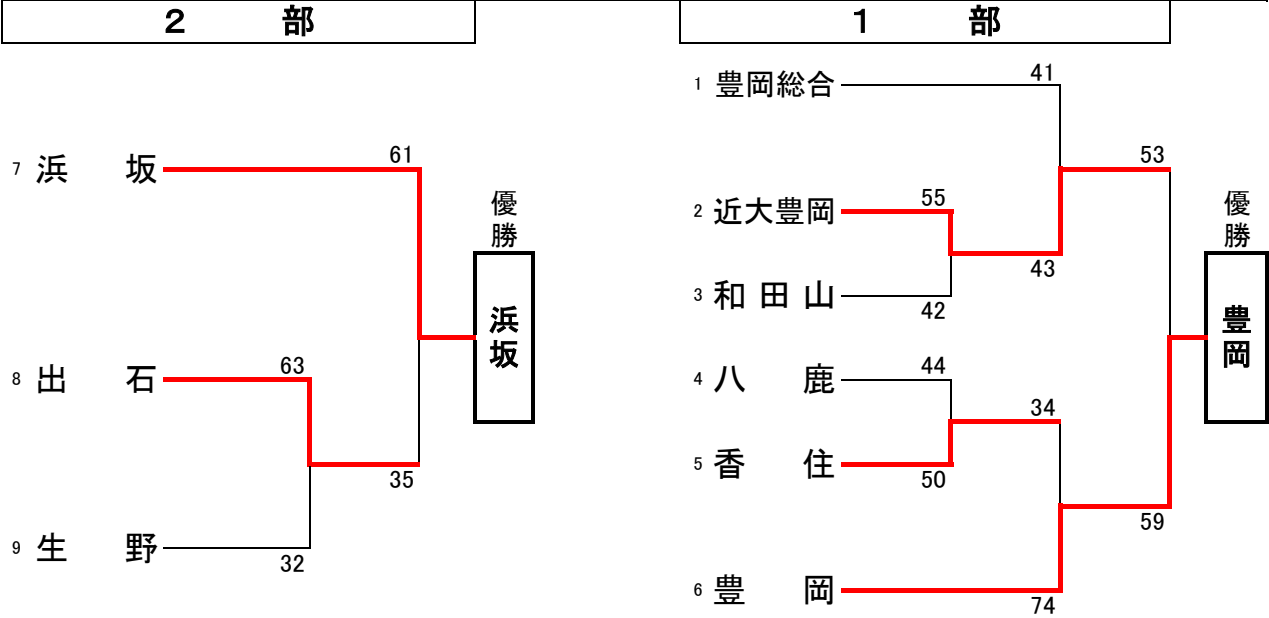 2 部
7 浜 坂
61
8 出 石
63
35
9 生 野
32
優勝
浜坂
1 部
1 豊岡総合
41
53
2 近大豊岡
55
43
3 和 田 山
42
4 八 鹿
44
34
5 香 住
50
59
6 豊 岡
74
優勝
豊岡